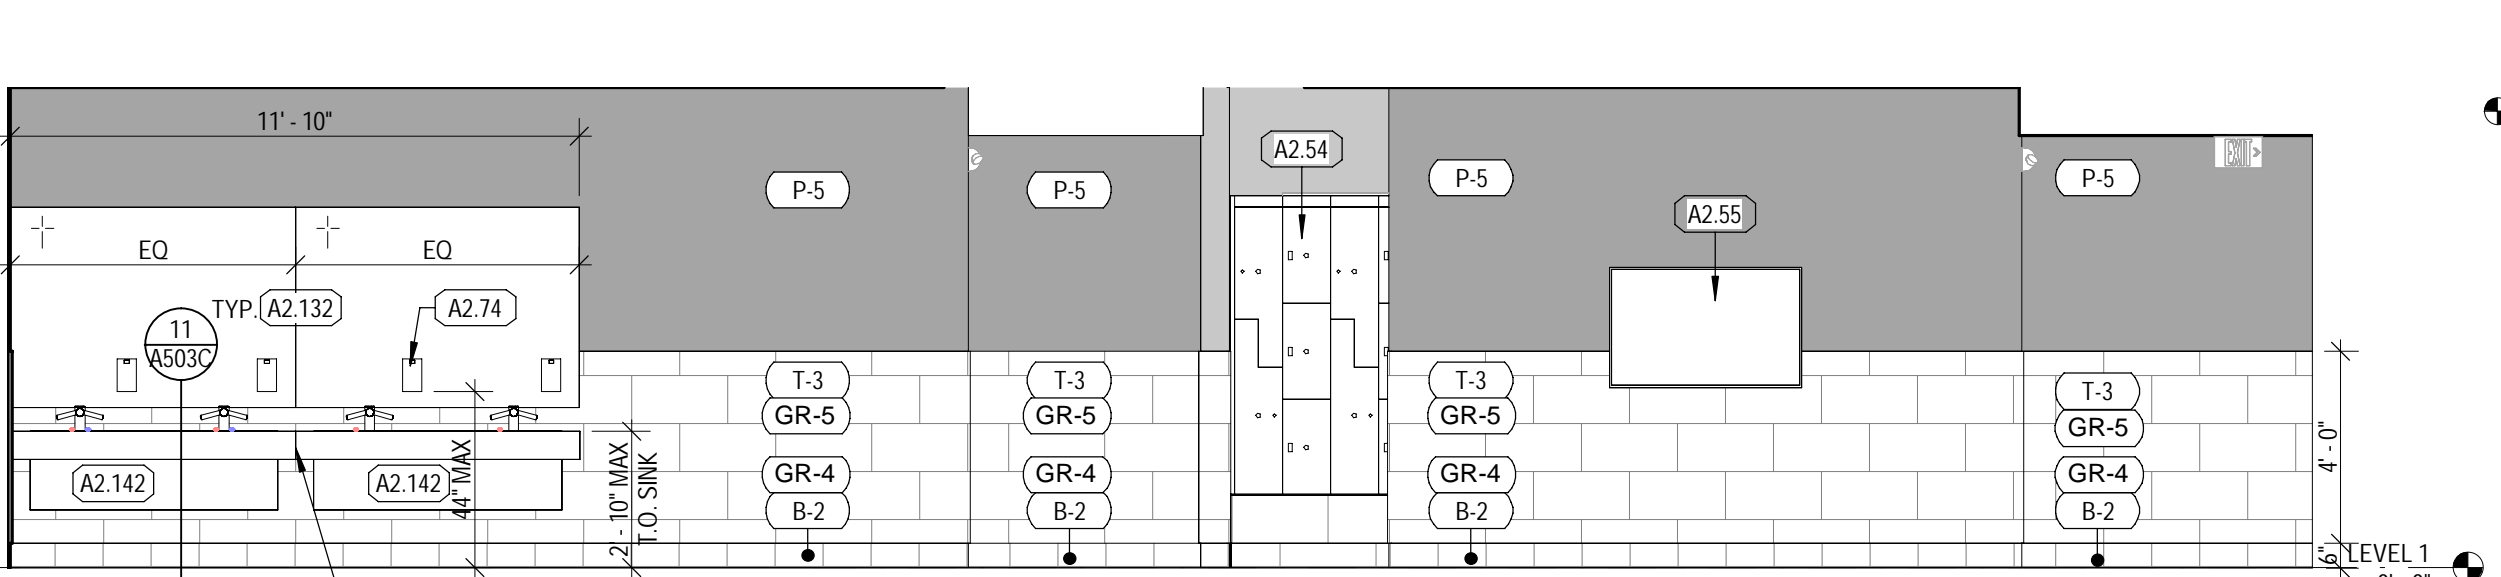 11' - 10"
A2.54
EXIT
P-5
P-5
P-5
P-5
A2.55
EQ
EQ
TYP.
A2.132
A2.74
11
A503C
T-3
GR-5
GR-4
B-2
T-3
GR-5
GR-4
B-2
T-3
GR-5
GR-4
B-2
T-3
GR-5
GR-4
B-2
A2.142
A2.142
44" MAX
2' - 10" MAX
T.O. SINK
4' - 0"
6"
LEVEL 1